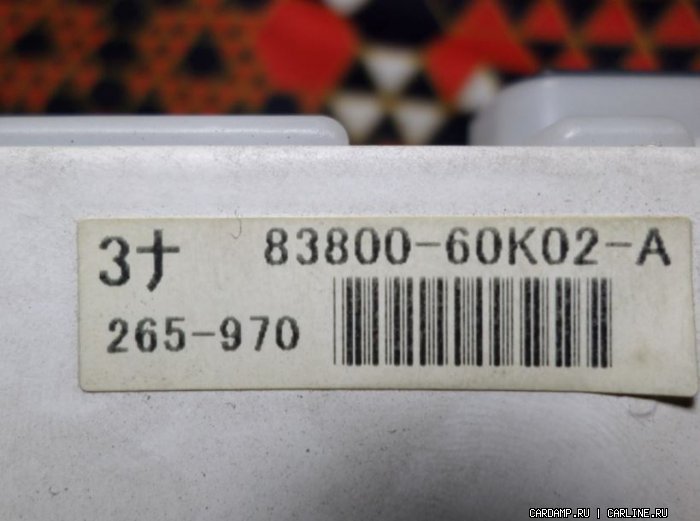 3ナ 83800-60K02-A
265-970
CARDAMP.RU | CARLINE.RU